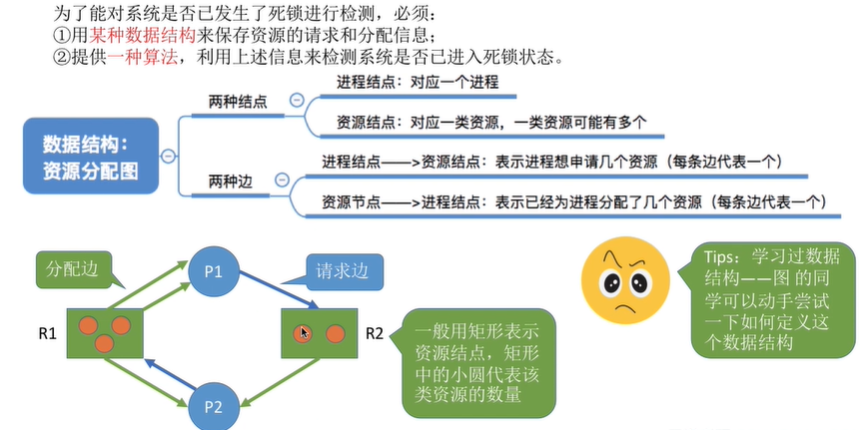 为了能对系统是否已发生了死锁进行检测，必须：
①用某种数据结构来保存资源的请求和分配信息；
②提供一种算法，利用上述信息来检测系统是否已进入死锁状态。
数据结构：
资源分配图
两种结点
进程结点：对应一个进程
资源结点：对应一类资源，一类资源可能有多个
两种边
进程结点——>资源结点：表示进程想申请几个资源（每条边代表一个）
资源节点——>进程结点：表示已经为进程分配了几个资源（每条边代表一个）
分配边
P1
请求边
R1
R2
P2
一般用矩形表示
资源结点，矩形
中的小圆代表该
类资源的数量
Tips：学习过数据
结构——图 的同
学可以动手尝试
一下如何定义这
个数据结构